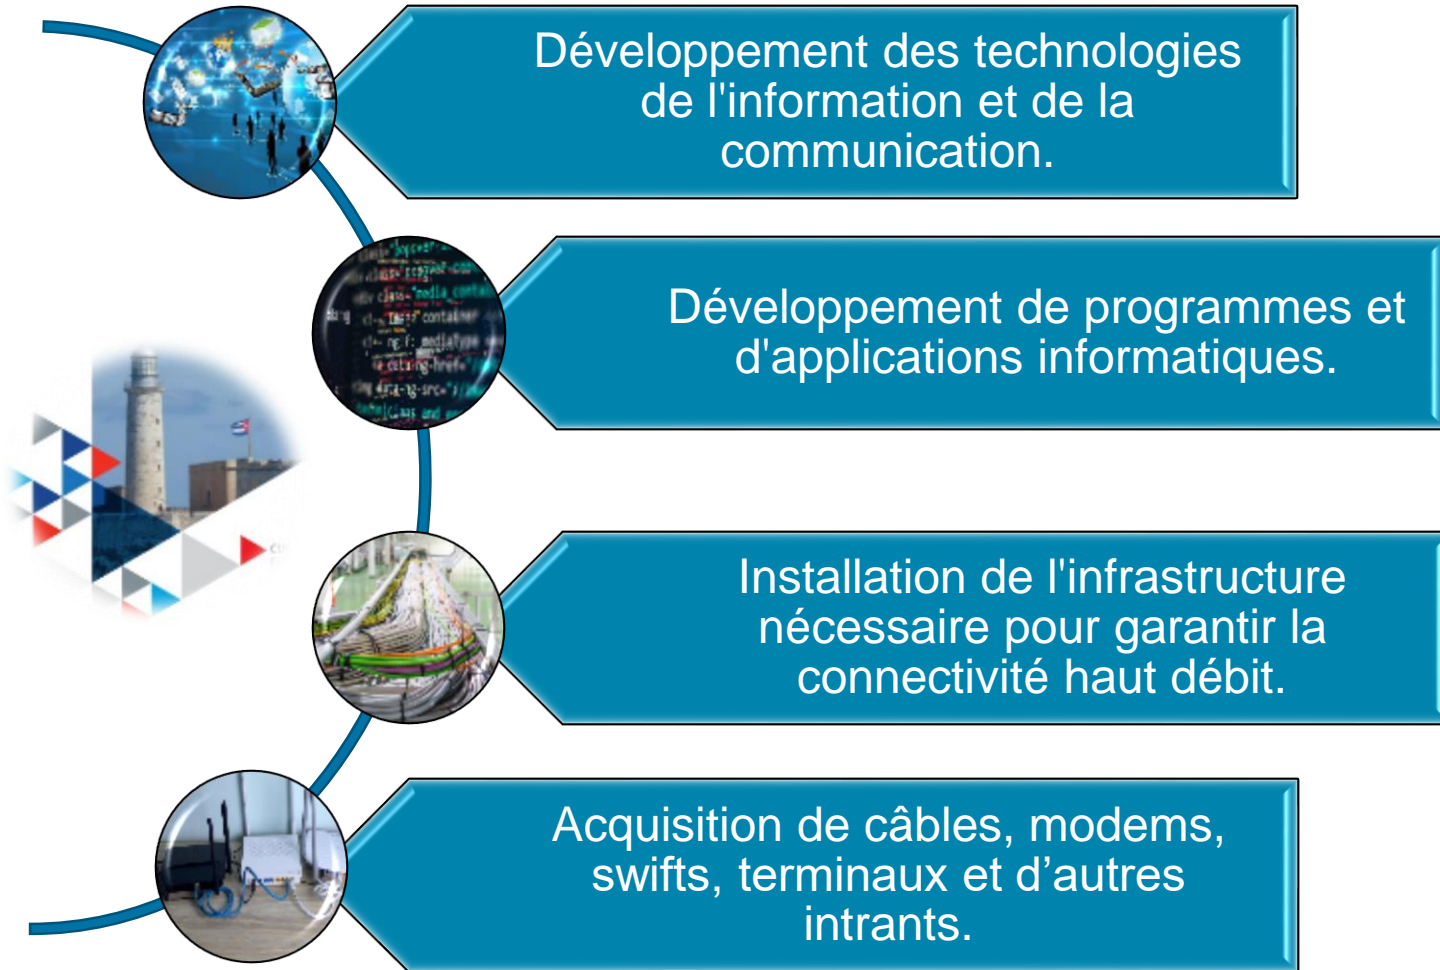 Développement des technologies
de l'information et de la
communication.
Développement de programmes et
d'applications informatiques.
Installation de l'infrastructure
nécessaire pour garantir la
connectivité haut débit.
Acquisition de câbles, modems,
swifts, terminaux et d’autres
intrants.